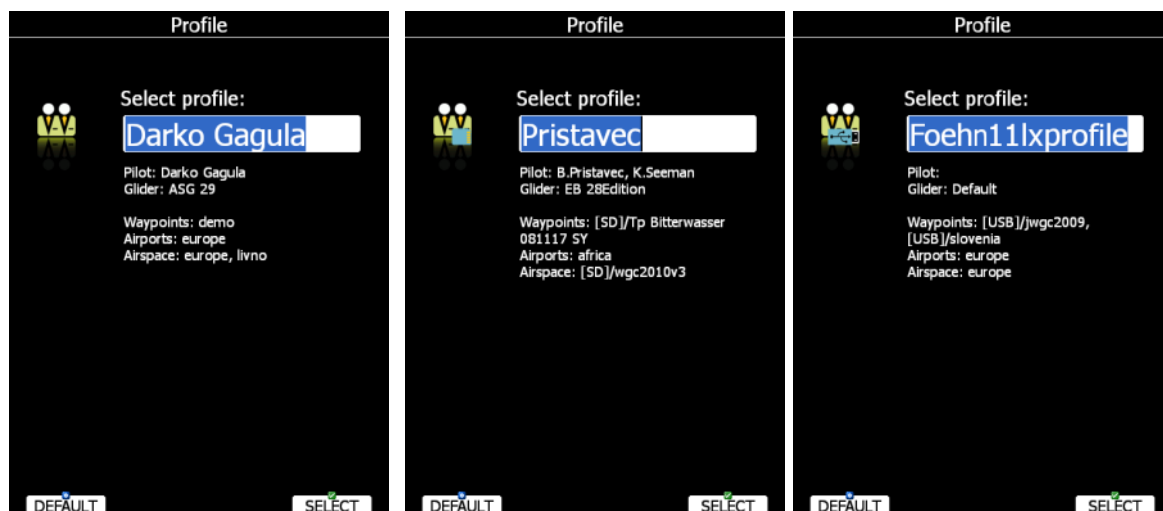 Profile
Select profile:
Darko Gagula
Pilot: Darko Gagula
Glider: ASG 29
Waypoints: demo
Airports: europe
Airspace: europe, livno
DEFAULT
SELECT
Profile
Select profile:
Pristavec
Pilot: B.Pristavec, K.Seeman
Glider: EB 28Edition
Waypoints: [SD]/Tp Bitterwasser
081117 SY
Airports: africa
Airspace: [SD]/wgc2010v3
DEFAULT
SELECT
Profile
Select profile:
Foehn11lxprofile
Pilot:
Glider: Default
Waypoints: [USB]/jwgc2009,
[USB]/slovenia
Airports: europe
Airspace: europe
DEFAULT
SELECT